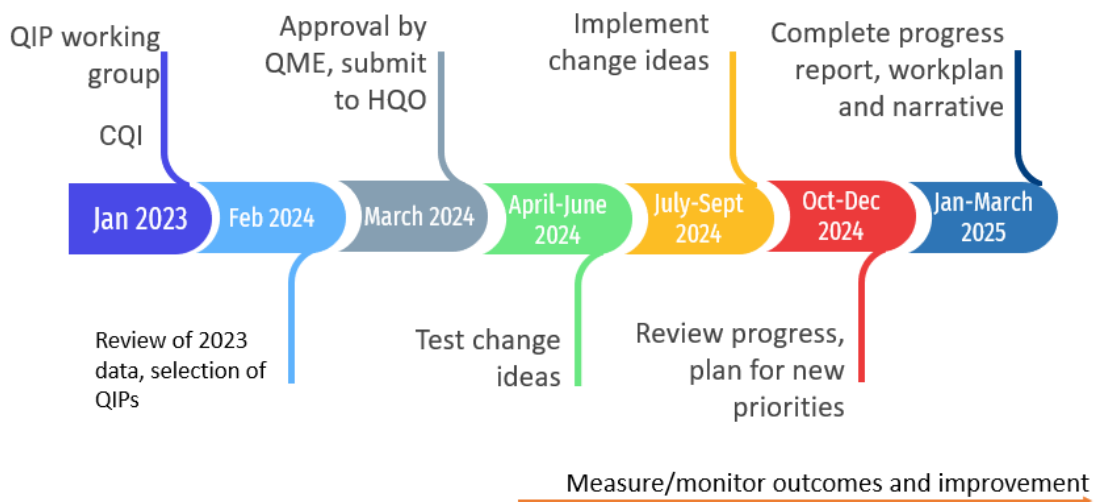 QIP working
group
CQI
Approval by
QME, submit
to HQO
Implement
change ideas
Complete progress
report, workplan
and narrative
Jan 2023
Feb 2024
March 2024
April-June
2024
July-Sept
2024
Oct-Dec
2024
Jan-March
2025
Review of 2023
data, selection of
QIPs
Test change
ideas
Review progress,
plan for new
priorities
Measure/monitor outcomes and improvement